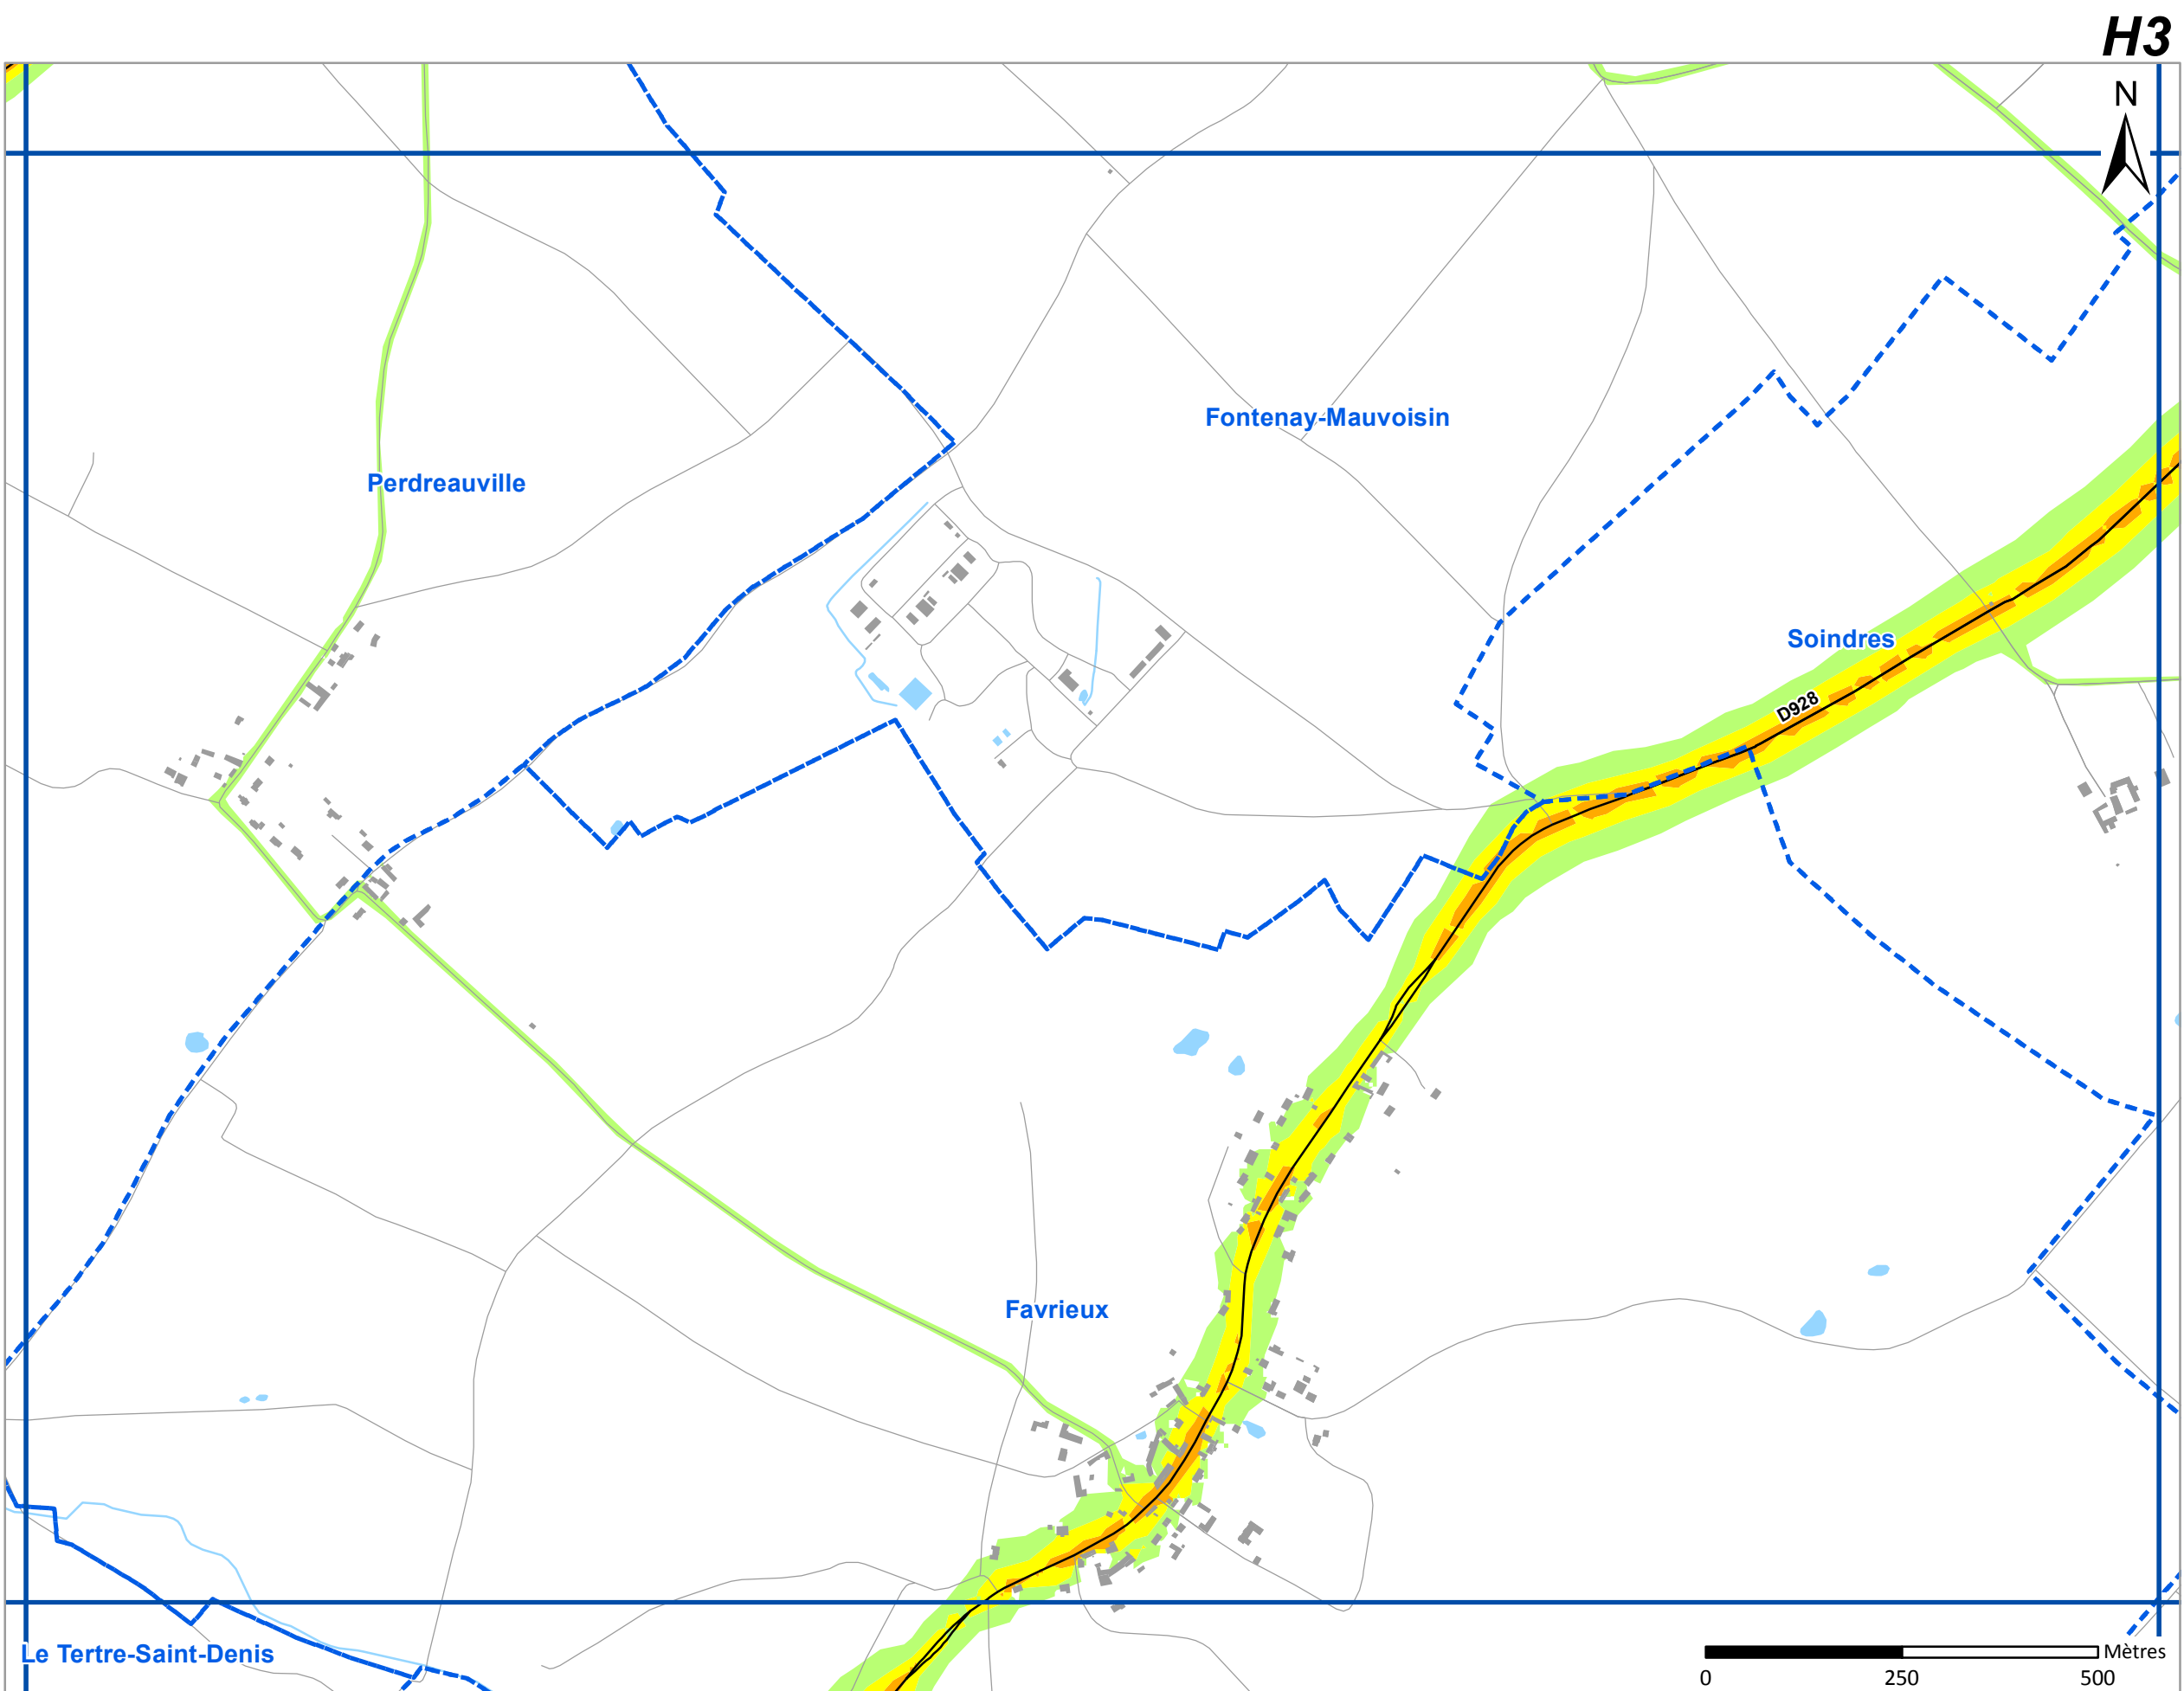 H3
N
Fontenay-Mauvoisin
Perdreauville
Soindres
D928
Favrieux
Le Tertre-Saint-Denis
Mètres
0 250 500